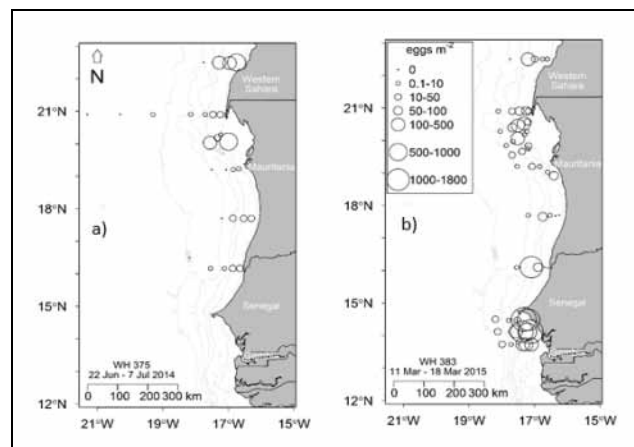 N
Western
Sahara
Mauritania
Senegal
a)
WH 375
22 Jun - 7 Jul 2014
0 100 200 300 km
21°N
18°N
15°N
12°N
21°W
19°W
17°W
15°W
eggs m-2
0
0.1-10
10-50
50-100
100-500
500-1000
1000-1800
Western
Sahara
Mauritania
Senegal
b)
WH 383
11 Mar - 18 Mar 2015
0 100 200 300 km
21°N
18°N
15°N
12°N
21°W
19°W
17°W
15°W